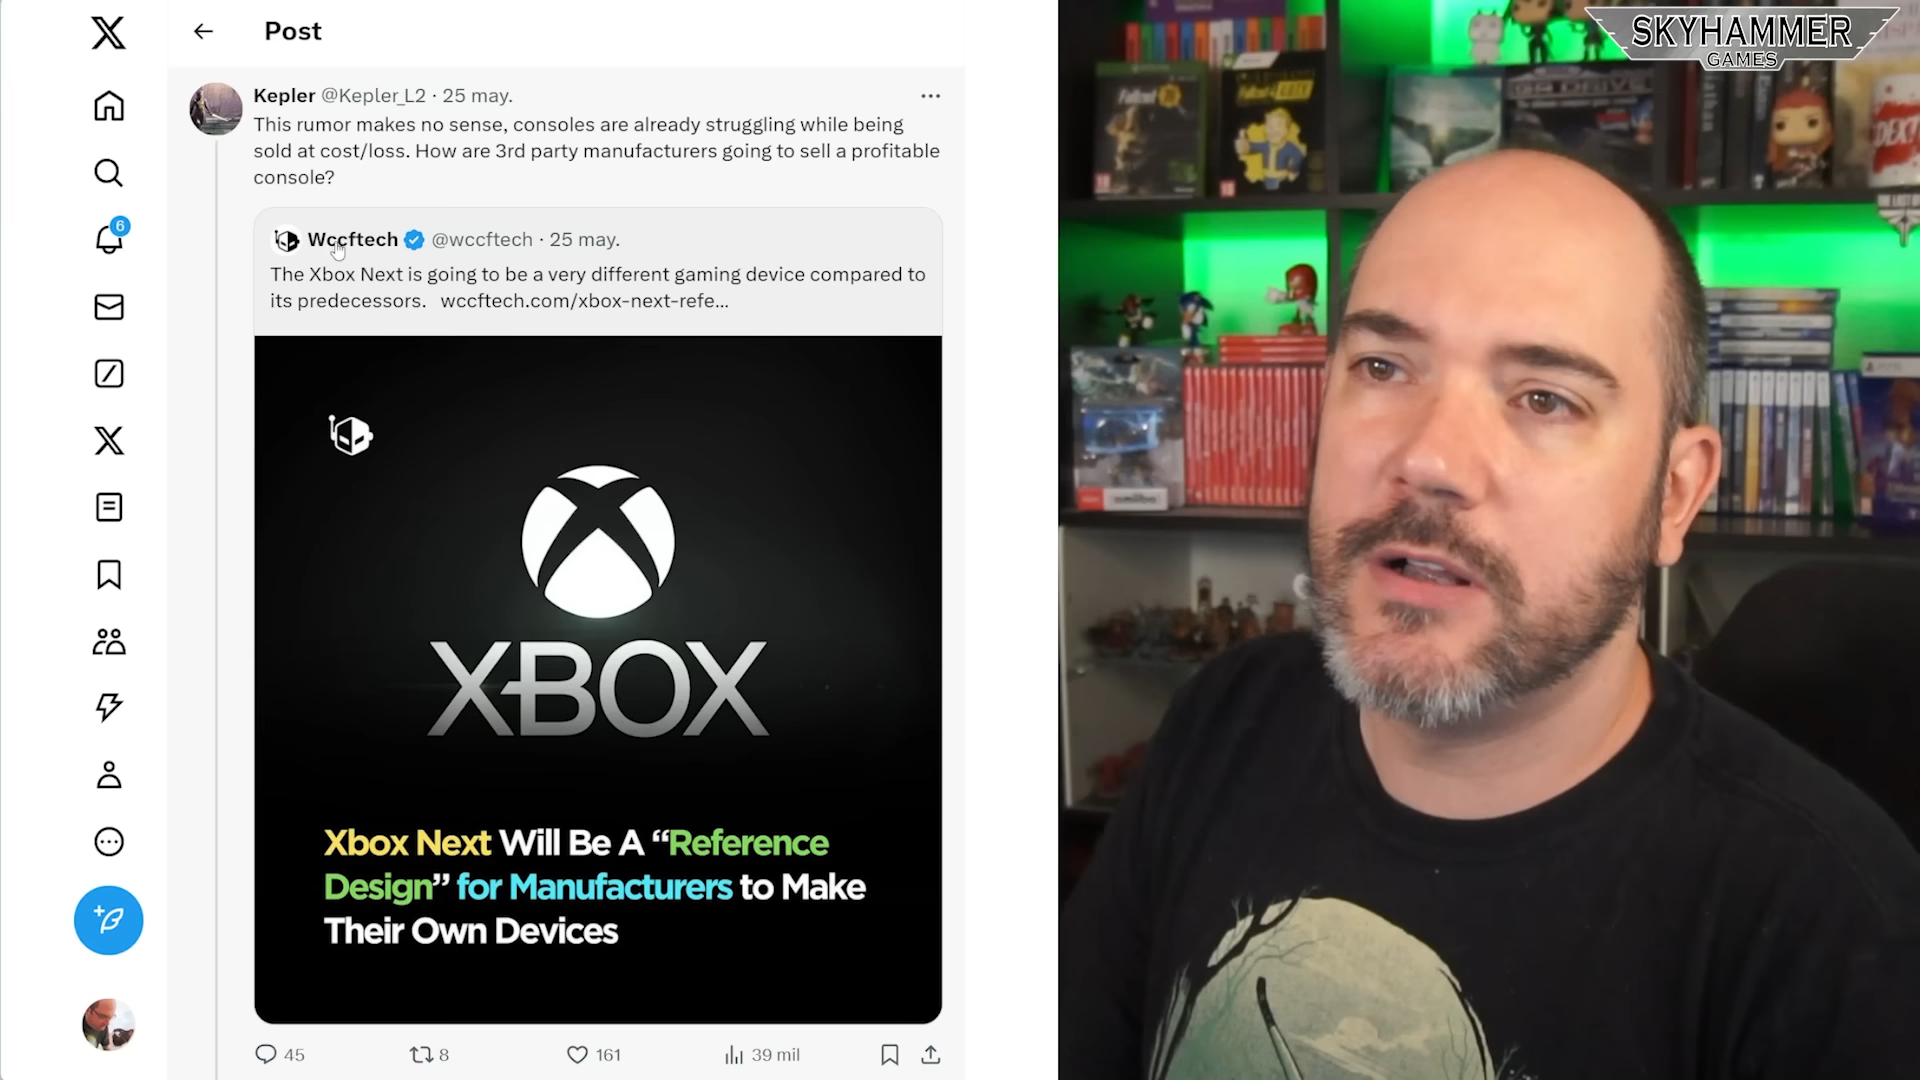 Post
SKYHAMMER
GAMES
Kepler @Kepler_L2 · 25 may.
This rumor makes no sense, consoles are already struggling while being
sold at cost/loss. How are 3rd party manufacturers going to sell a profitable
console?
6
Wccftech @wccftech · 25 may.
The Xbox Next is going to be a very different gaming device compared to
its predecessors. wccftech.com/xbox-next-refe...
XBOX
Xbox Next Will Be A “Reference
Design” for Manufacturers to Make
Their Own Devices
45
8
161
39 mil
Fallout
amiibo